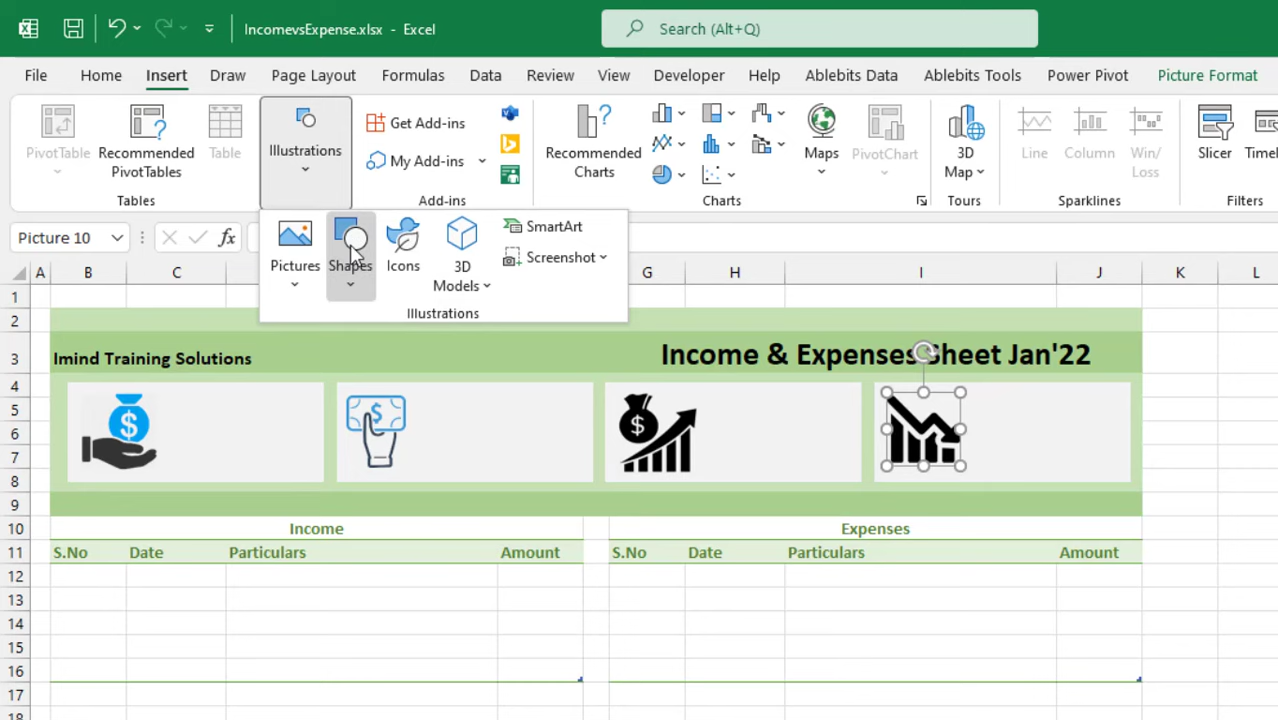 IncomevsExpense.xlsx - Excel
Search (Alt+Q)
File Home Insert Draw Page Layout Formulas Data Review View Developer Help Ablebits Data Ablebits Tools Power Pivot Picture Format
PivotTable
Recommended PivotTables
Table
Tables
Illustrations
Get Add-ins
My Add-ins
Add-ins
Recommended Charts
Maps
PivotChart
Charts
3D Map
Tours
Line
Column
Win/ Loss
Sparklines
Slicer
Filters
Picture 10
fx
Pictures
Shapes
Icons
3D Models
SmartArt
Screenshot
Illustrations
A B C G H I J K L
1
2
3 Imind Training Solutions Income & Expenses Sheet Jan'22
4
5
6
7
8
9
10 Income Expenses
11 S.No Date Particulars Amount S.No Date Particulars Amount
12
13
14
15
16
17
18